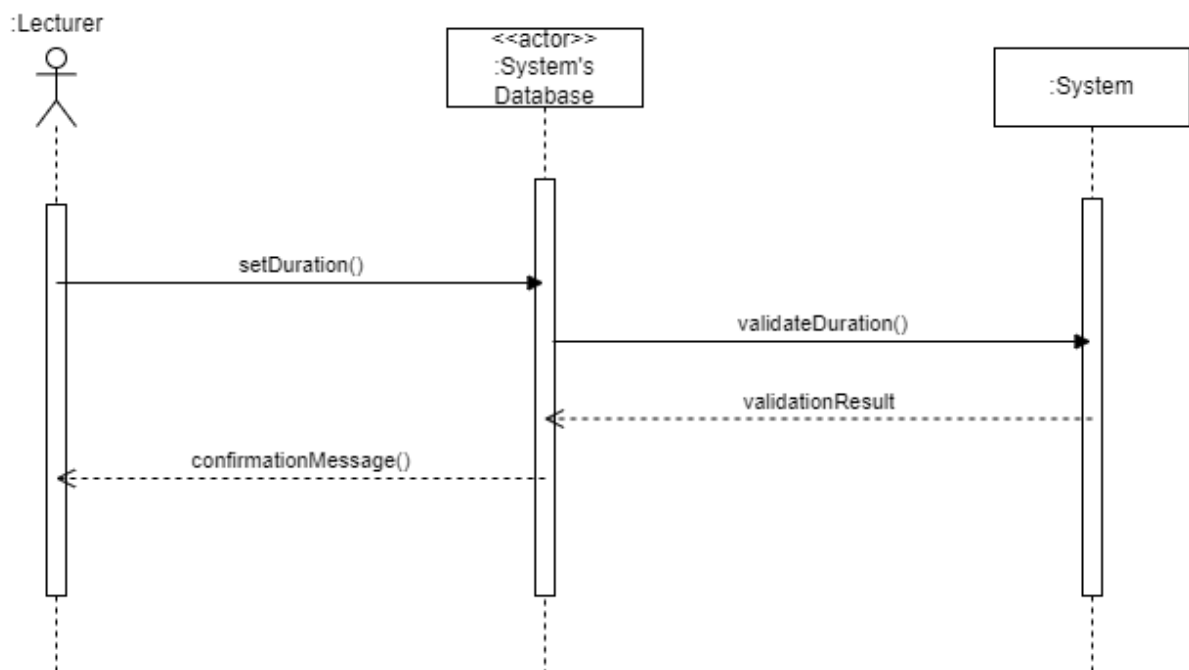 :Lecturer
<<actor>>
:System's
Database
:System
setDuration()
validateDuration()
validationResult
confirmationMessage()